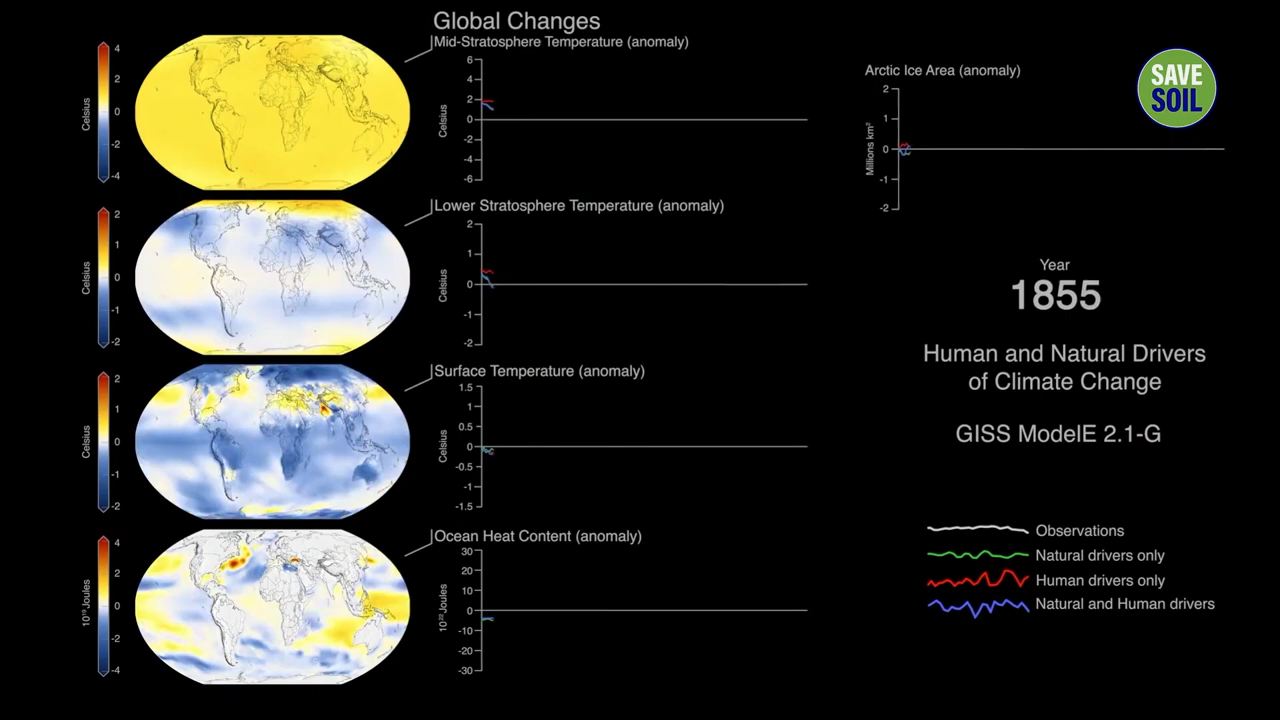 Global Changes
Mid-Stratosphere Temperature (anomaly)
4
2
0
-2
-4
Celsius
6
4
2
0
-2
-4
-6
Celsius
Lower Stratosphere Temperature (anomaly)
2
1
0
-1
-2
Celsius
2
1
0
-1
-2
Celsius
Surface Temperature (anomaly)
2
1
0
-1
-2
Celsius
1.5
1
0.5
0
-0.5
-1
-1.5
Celsius
Ocean Heat Content (anomaly)
4
2
0
-2
-4
10¹⁹Joules
30
20
10
0
-10
-20
-30
10²²Joules
Arctic Ice Area (anomaly)
2
1
0
-1
-2
Millions km²
SAVE
SOIL
Year
1855
Human and Natural Drivers
of Climate Change
GISS ModelE 2.1-G
Observations
Natural drivers only
Human drivers only
Natural and Human drivers